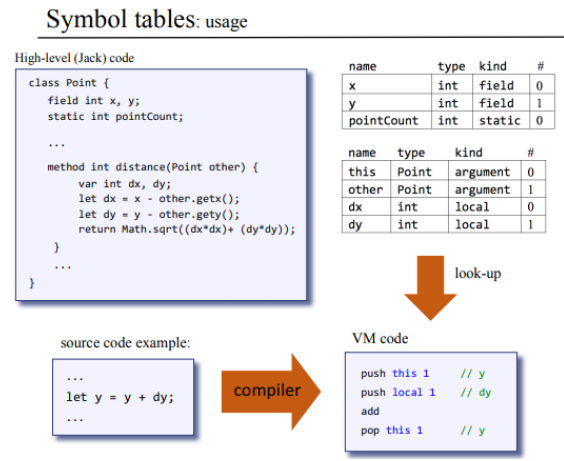 Symbol tables: usage
High-level (Jack) code
class Point {
field int x, y;
static int pointCount;
...
method int distance(Point other) {
var int dx, dy;
let dx = x - other.getx();
let dy = y - other.gety();
return Math.sqrt((dx*dx)+ (dy*dy));
}
...
}
name type kind #
x int field 0
y int field 1
pointCount int static 0
name type kind #
this Point argument 0
other Point argument 1
dx int local 0
dy int local 1
look-up
source code example:
...
let y = y + dy;
...
compiler
VM code
push this 1 // y
push local 1 // dy
add
pop this 1 // y